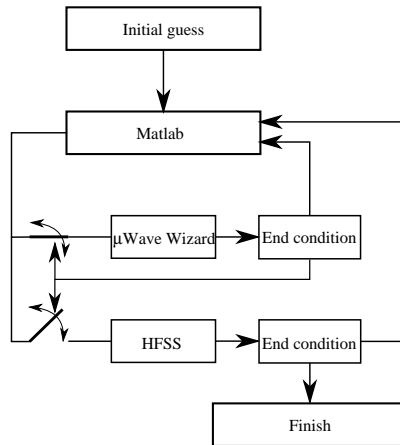 Initial guess
Matlab
μWave Wizard
End condition
HFSS
End condition
Finish